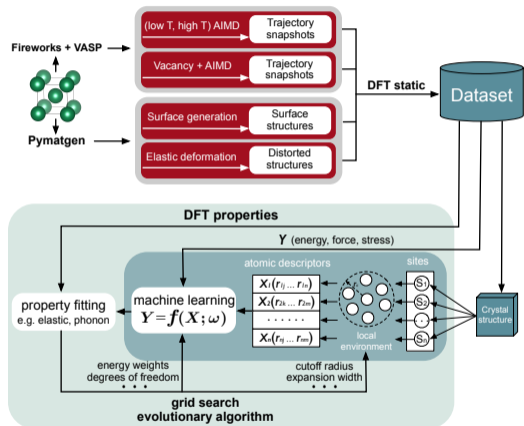 (low T, high T) AIMD
Trajectory
snapshots
Fireworks + VASP
Vacancy + AIMD
Trajectory
snapshots
DFT static
Dataset
Pymatgen
Surface generation
Surface
structures
Elastic deformation
Distorted
structures
DFT properties
Y (energy, force, stress)
atomic descriptors
sites
property fitting
e.g. elastic, phonon
machine learning
Y=f(X;ω)
X₁(r₁ⱼ ... r₁ₙ)
X₂(r₂ₖ ... r₂ₘ)
· · · · · ·
Xₙ(rₙⱼ ... rₙₘ)
local
environment
S₁
S₂
·
Sₙ
Crystal
structure
energy weights
degrees of freedom
• • •
cutoff radius
expansion width
• • •
grid search
evolutionary algorithm